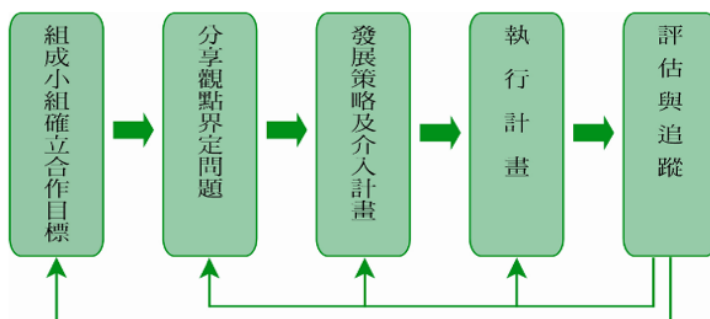 組成小組確立合作目標
分享觀點界定問題
發展策略及介入計畫
執行計畫
評估與追蹤